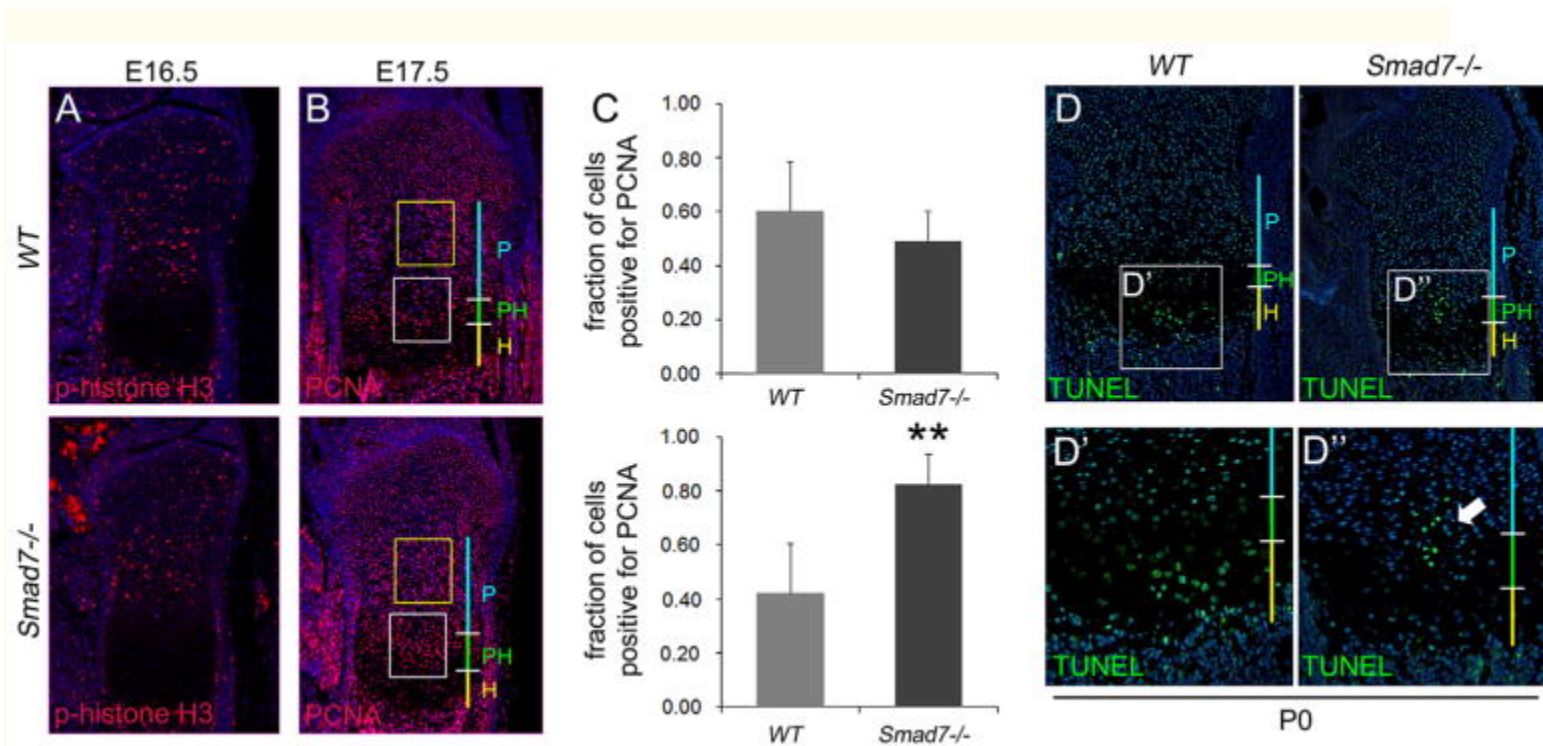 E16.5
E17.5
WT
Smad7-/-
A
B
C
D
WT
Smad7-/-
P
PH
H
p-histone H3
PCNA
P
PH
H
p-histone H3
PCNA
fraction of cells
positive for PCNA
1.00
0.80
0.60
0.40
0.20
0.00
WT
Smad7-/-
fraction of cells
positive for PCNA
1.00
0.80
0.60
0.40
0.20
0.00
**
WT
Smad7-/-
D'
P
PH
H
TUNEL
D"
P
PH
H
TUNEL
D'
TUNEL
D"
TUNEL
P0